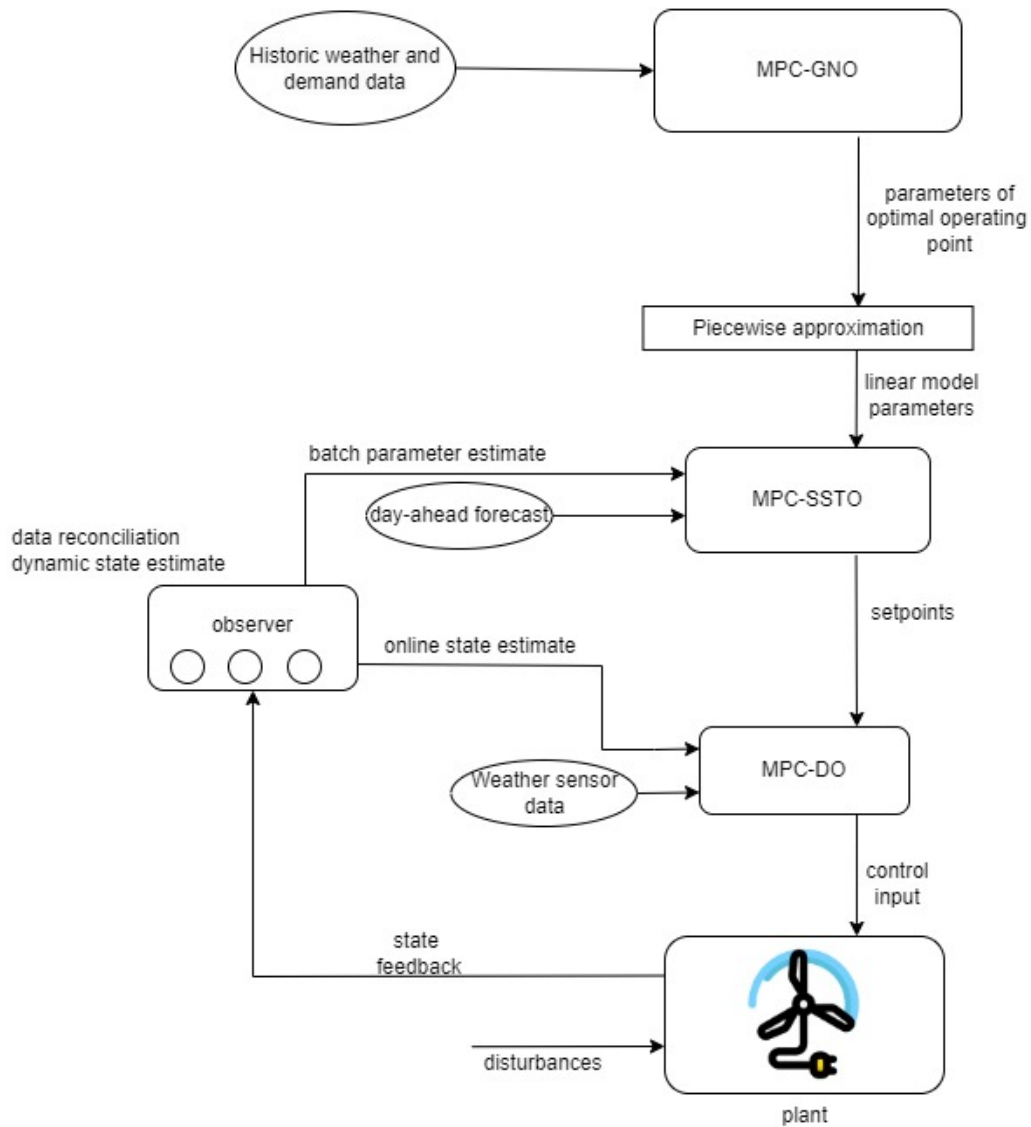 Historic weather and
demand data
MPC-GNO
parameters of
optimal operating
point
Piecewise approximation
linear model
parameters
batch parameter estimate
MPC-SSTO
day-ahead forecast
data reconciliation
dynamic state estimate
setpoints
observer
online state estimate
MPC-DO
Weather sensor
data
control
input
state
feedback
disturbances
plant